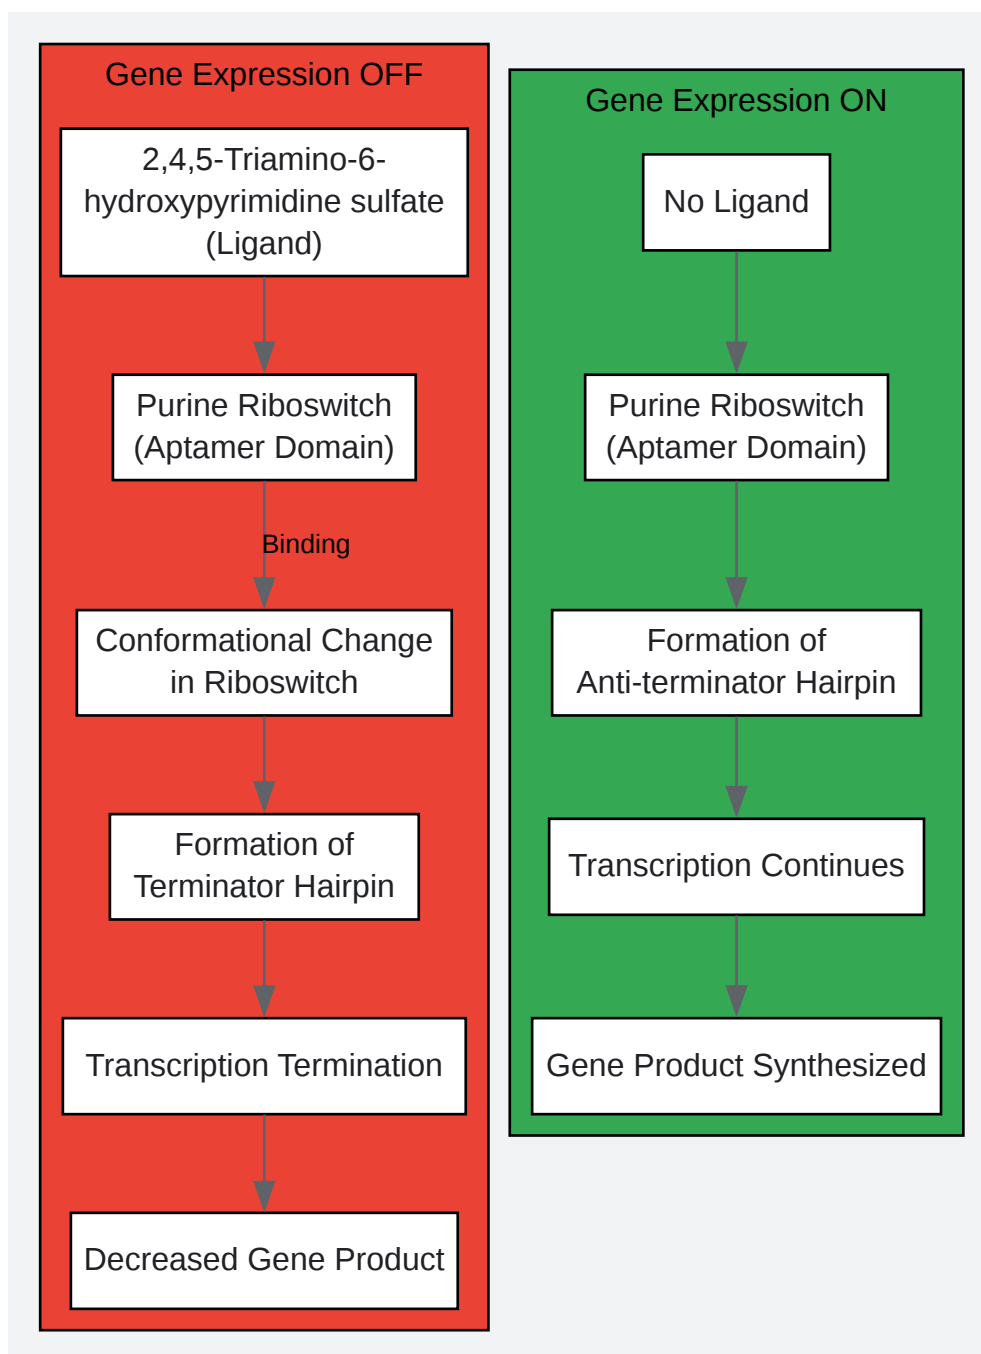 Gene Expression OFF
2,4,5-Triamino-6-
hydroxypyrimidine sulfate
(Ligand)
Purine Riboswitch
(Aptamer Domain)
Binding
Conformational Change
in Riboswitch
Formation of
Terminator Hairpin
Transcription Termination
Decreased Gene Product
Gene Expression ON
No Ligand
Purine Riboswitch
(Aptamer Domain)
Formation of
Anti-terminator Hairpin
Transcription Continues
Gene Product Synthesized